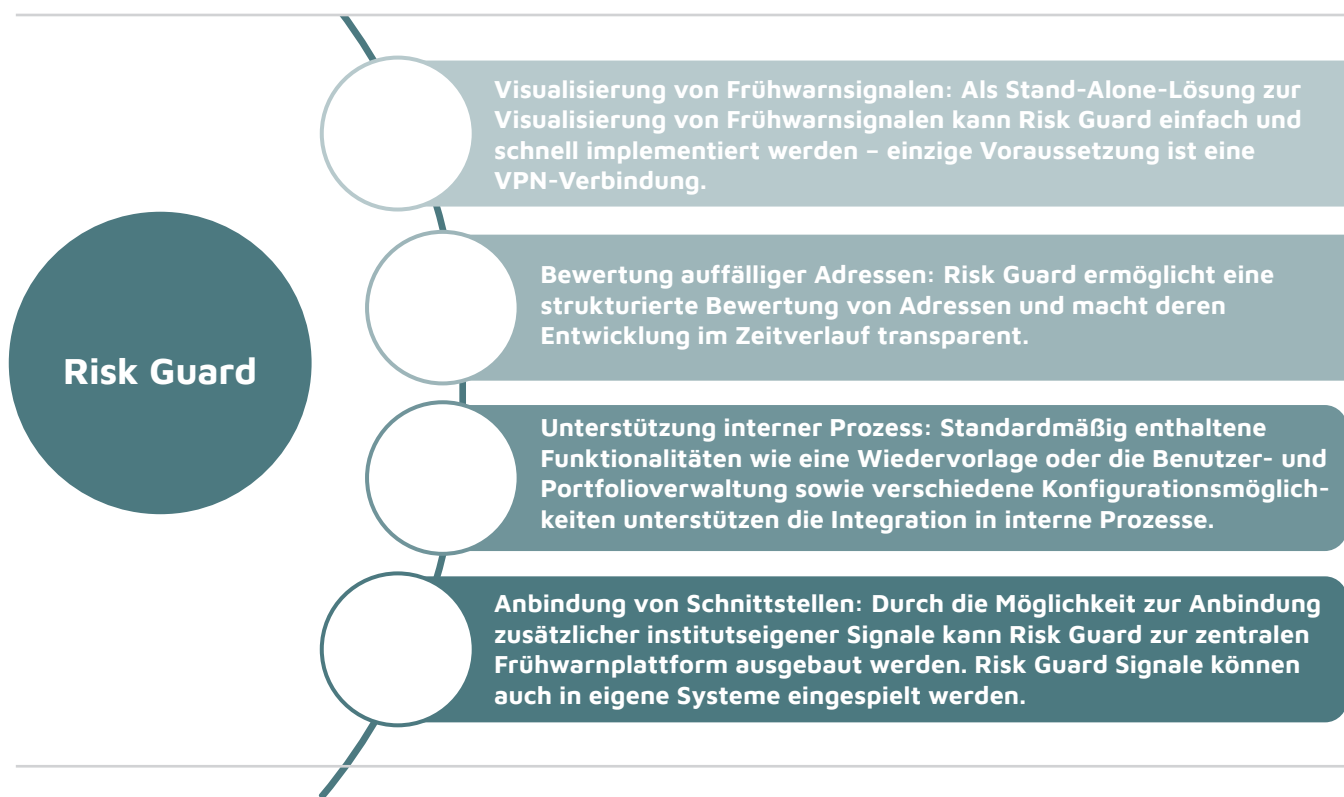 Risk Guard
Visualisierung von Frühwarnsignalen: Als Stand-Alone-Lösung zur
Visualisierung von Frühwarnsignalen kann Risk Guard einfach und
schnell implementiert werden – einzige Voraussetzung ist eine
VPN-Verbindung.
Bewertung auffälliger Adressen: Risk Guard ermöglicht eine
strukturierte Bewertung von Adressen und macht deren
Entwicklung im Zeitverlauf transparent.
Unterstützung interner Prozess: Standardmäßig enthaltene
Funktionalitäten wie eine Wiedervorlage oder die Benutzer- und
Portfolioverwaltung sowie verschiedene Konfigurationsmöglich-
keiten unterstützen die Integration in interne Prozesse.
Anbindung von Schnittstellen: Durch die Möglichkeit zur Anbindung
zusätzlicher institutseigener Signale kann Risk Guard zur zentralen
Frühwarnplattform ausgebaut werden. Risk Guard Signale können
auch in eigene Systeme eingespielt werden.